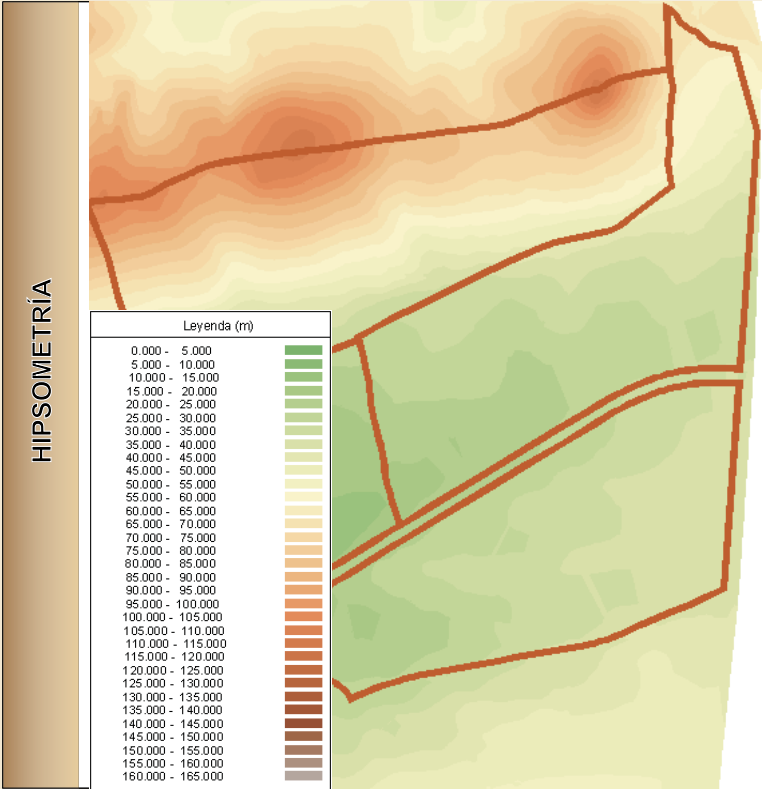 HIPSOMETRÍA
Leyenda (m)
0.000 - 5.000
5.000 - 10.000
10.000 - 15.000
15.000 - 20.000
20.000 - 25.000
25.000 - 30.000
30.000 - 35.000
35.000 - 40.000
40.000 - 45.000
45.000 - 50.000
50.000 - 55.000
55.000 - 60.000
60.000 - 65.000
65.000 - 70.000
70.000 - 75.000
75.000 - 80.000
80.000 - 85.000
85.000 - 90.000
90.000 - 95.000
95.000 - 100.000
100.000 - 105.000
105.000 - 110.000
110.000 - 115.000
115.000 - 120.000
120.000 - 125.000
125.000 - 130.000
130.000 - 135.000
135.000 - 140.000
140.000 - 145.000
145.000 - 150.000
150.000 - 155.000
155.000 - 160.000
160.000 - 165.000